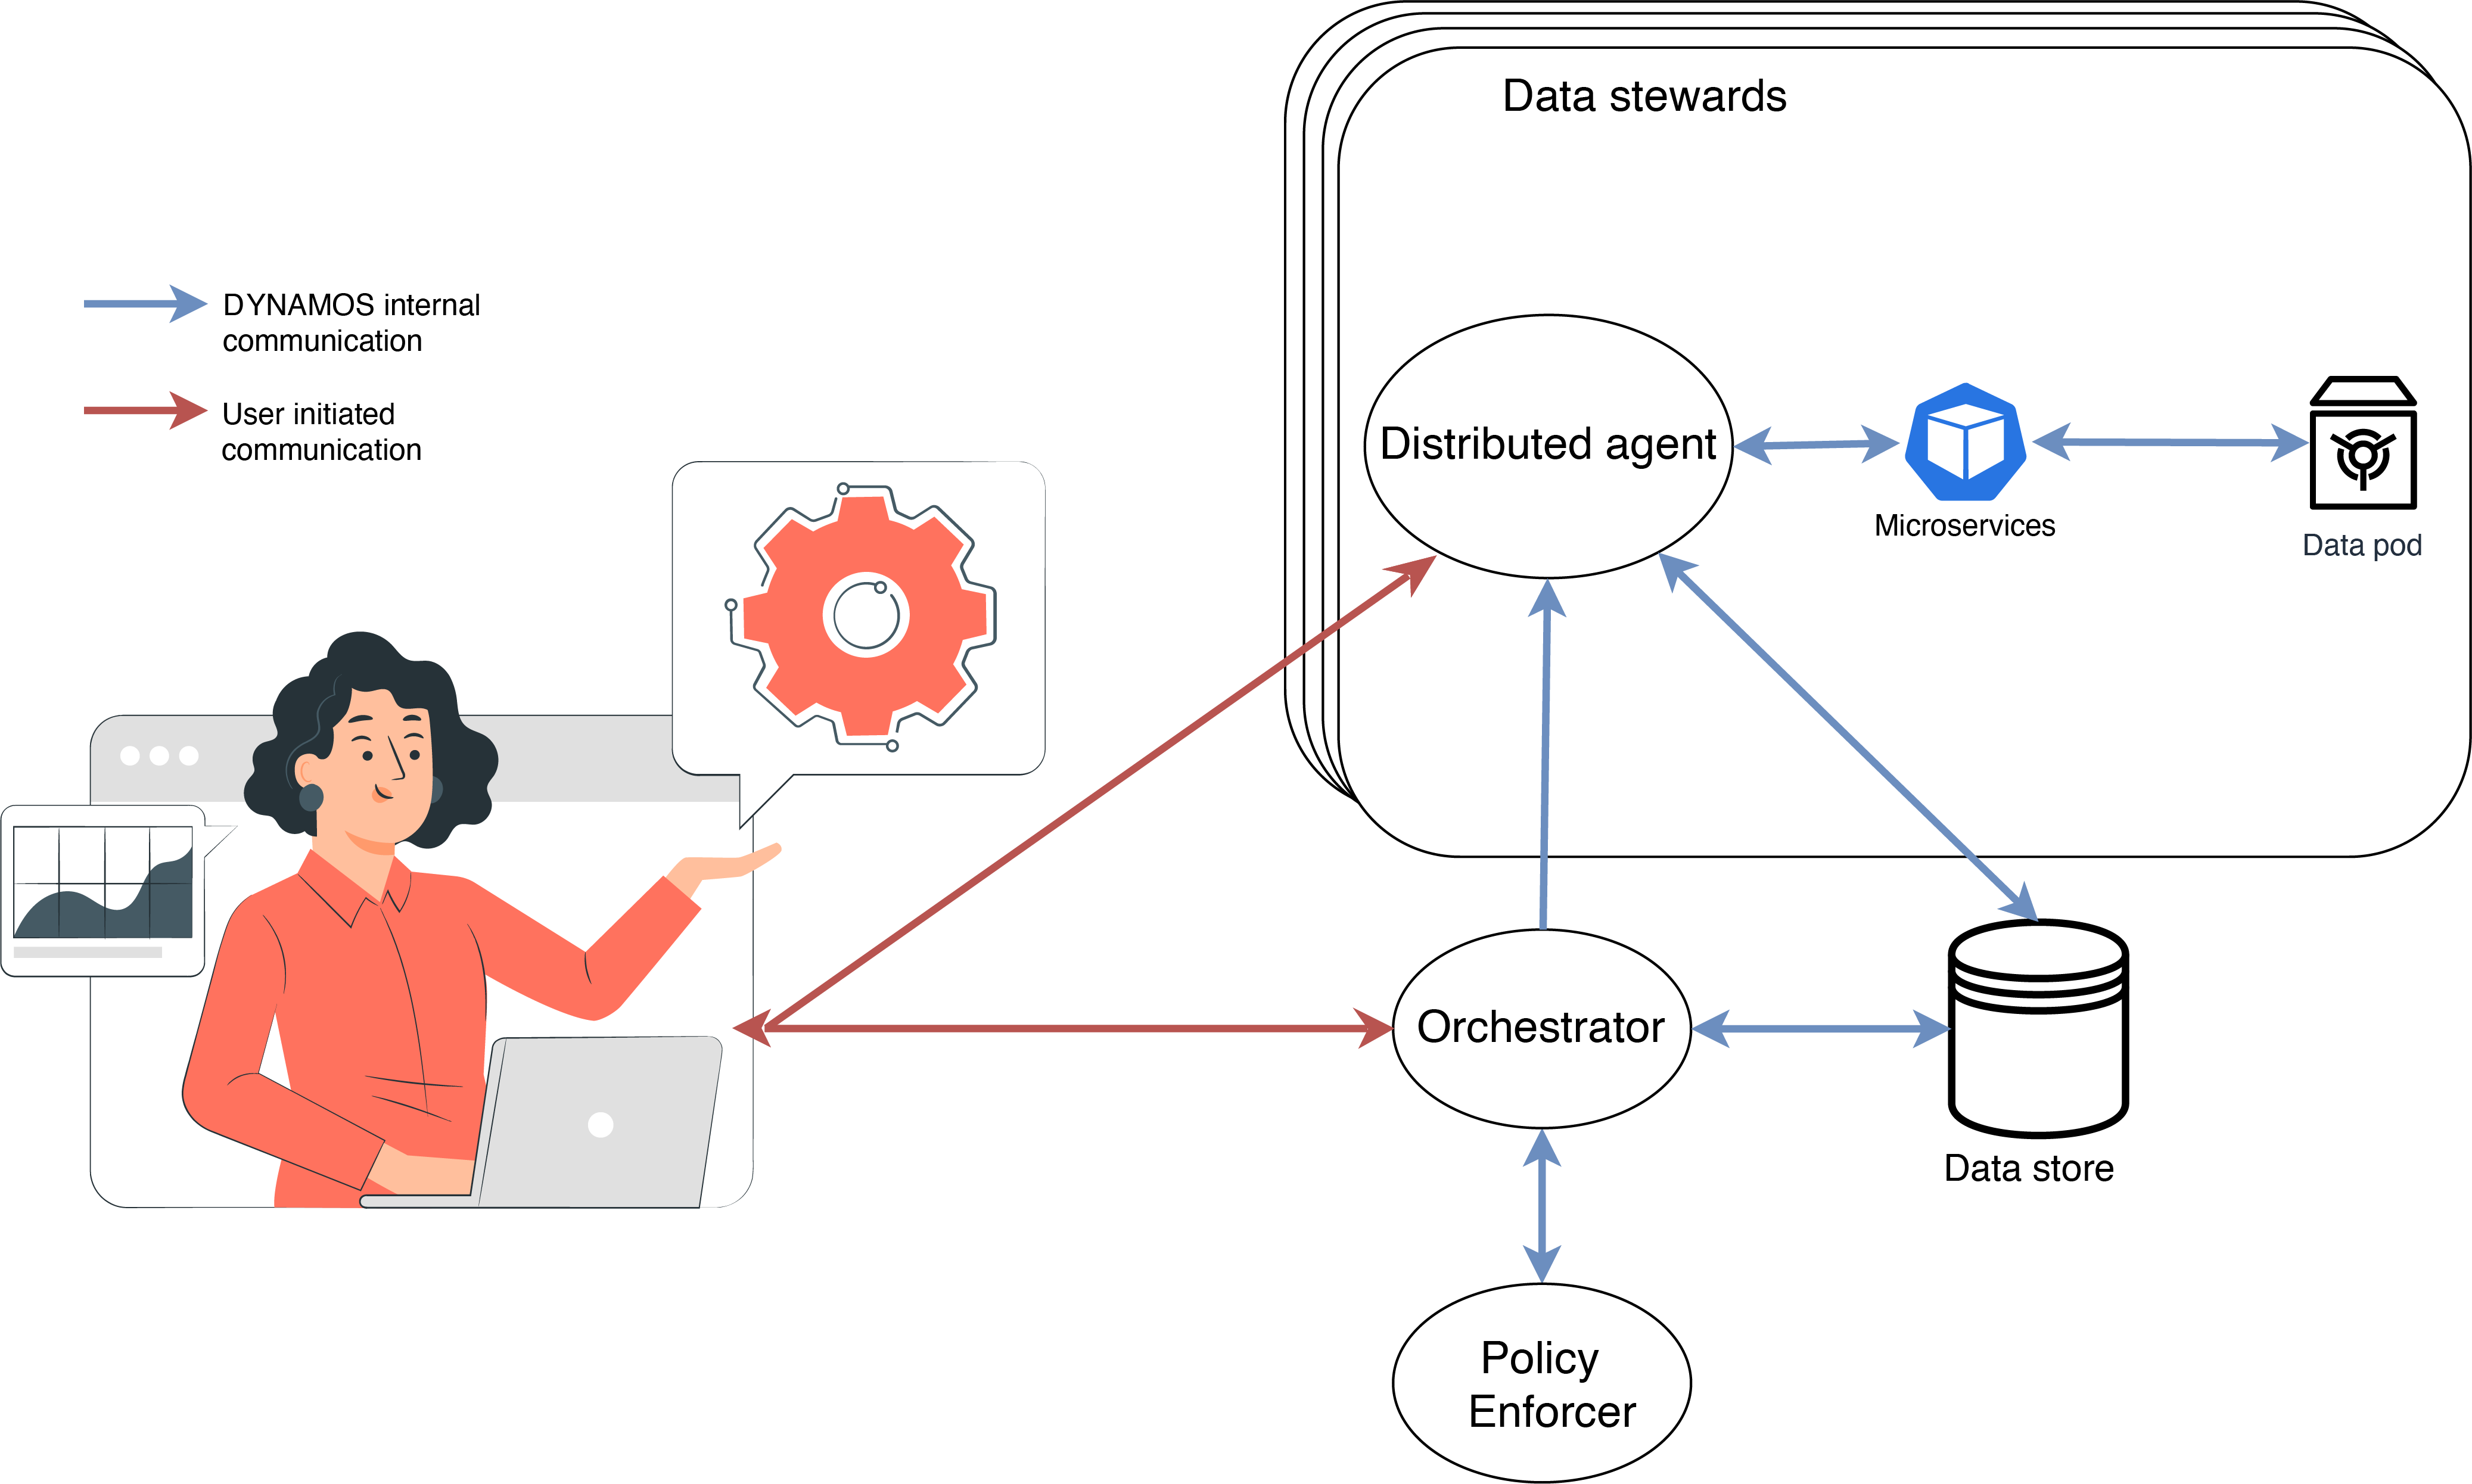 Data stewards
DYNAMOS internal
communication
User initiated
communication
Distributed agent
Microservices
Data pod
Orchestrator
Data store
Policy
Enforcer